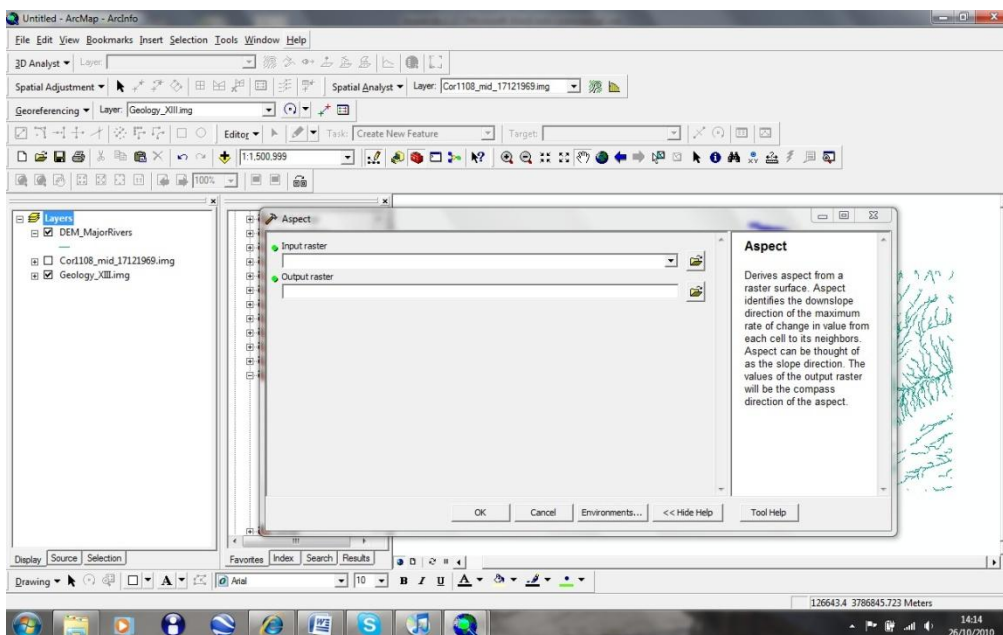 Untitled - ArcMap - ArcInfo
File Edit View Bookmarks Insert Selection Tools Window Help
3D Analyst Layer:
Spatial Adjustment Spatial Analyst Layer: Cor1108_mid_17121969.img
Georeferencing Layer: Geology_XIII.img
Editor Task: Create New Feature Target:
1:1,500,999
100%
Layers
DEM_MajorRivers
Cor1108_mid_17121969.img
Geology_XIII.img
Aspect
Input raster
Output raster
Aspect
Derives aspect from a
raster surface. Aspect
identifies the downslope
direction of the maximum
rate of change in value from
each cell to its neighbors.
Aspect can be thought of
as the slope direction. The
values of the output raster
will be the compass
direction of the aspect.
OK Cancel Environments... << Hide Help Tool Help
Display Source Selection Favorites Index Search Results
Drawing A Arial 10 B I U A
126643.4 3786845.723 Meters
14:14
26/10/2010